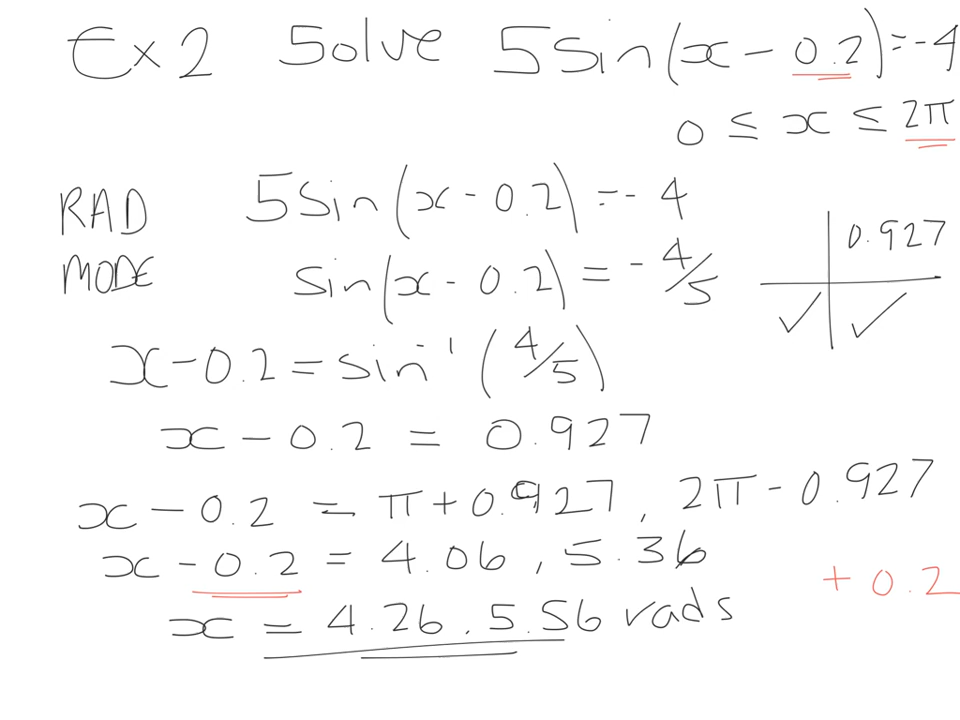 Ex 2 Solve 5sin(x - 0.2) = -4
0 ≤ x ≤ 2π
RAD
MODE
5sin(x - 0.2) = -4
sin(x - 0.2) = -4/5
0.927
✓ ✓
x - 0.2 = sin⁻¹(4/5)
x - 0.2 = 0.927
x - 0.2 = π + 0.927, 2π - 0.927
x - 0.2 = 4.06, 5.36
+ 0.2
x = 4.26, 5.56 rads